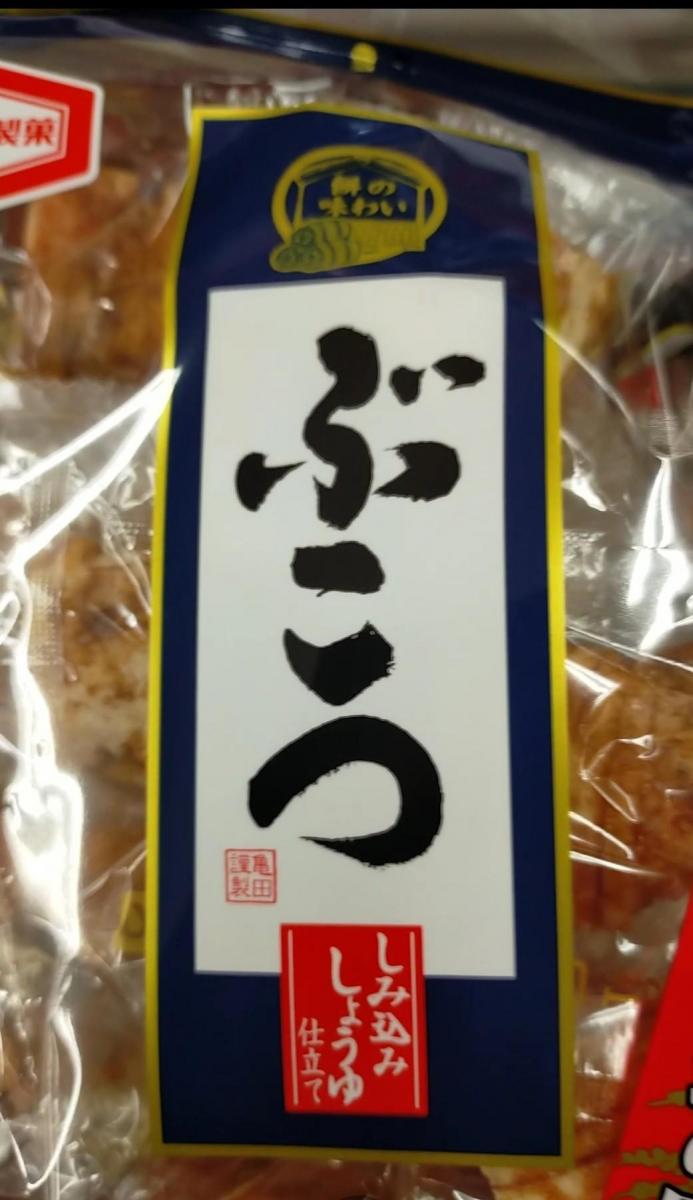 製菓
餅の
味わい
ぶこつ
亀田
謹製
しみ込み
しょうゆ
仕立て